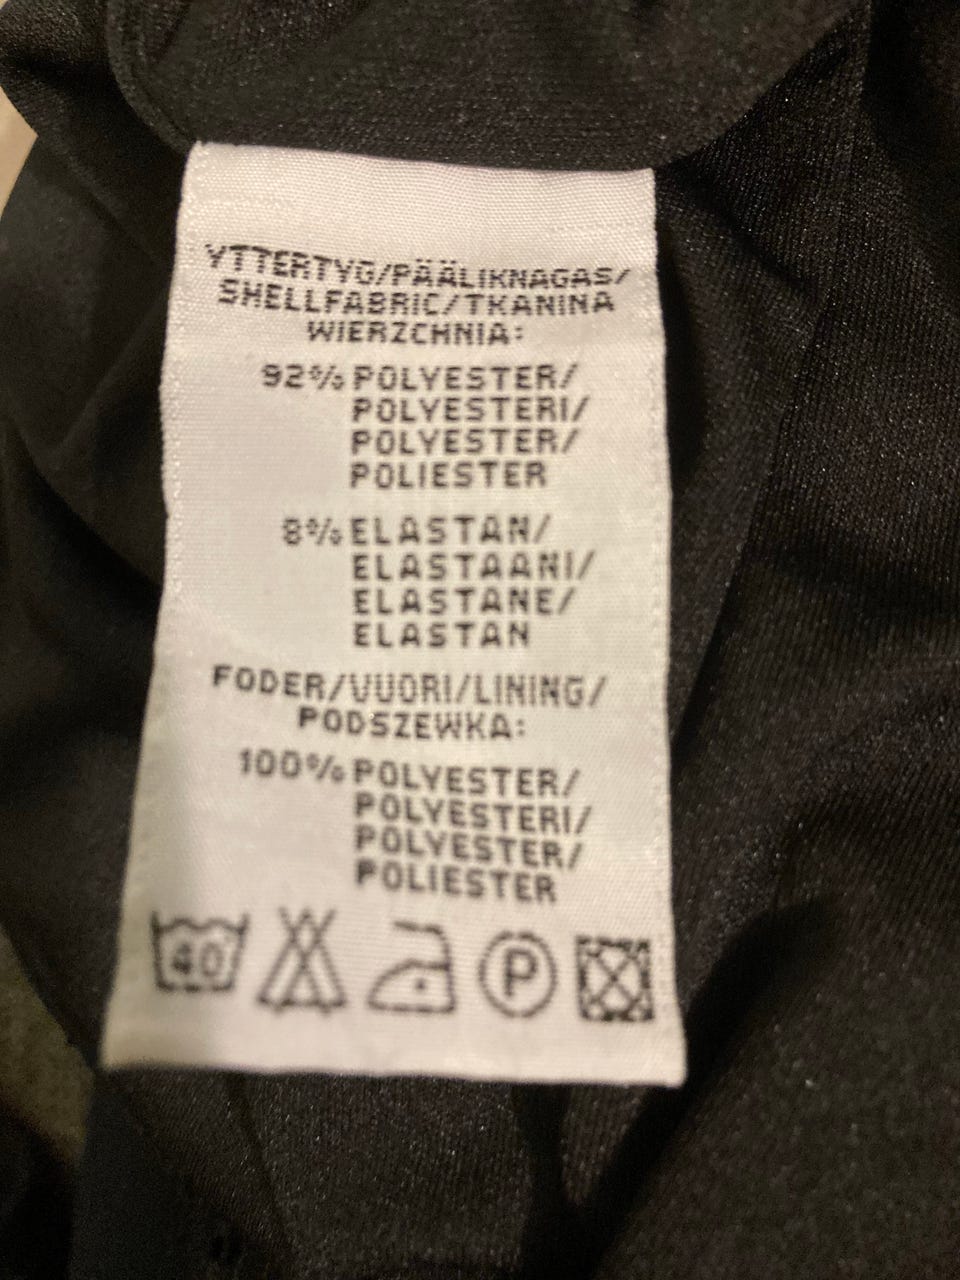 YTTERTYG/PÄÄLIKNAGAS/
SHELLFABRIC/TKANINA
WIERZCHNIA:
92% POLYESTER/
POLYESTERI/
POLYESTER/
POLIESTER
8% ELASTAN/
ELASTAANI/
ELASTANE/
ELASTAN
FODER/VUORI/LINING/
PODSZEWKA:
100% POLYESTER/
POLYESTERI/
POLYESTER/
POLIESTER
40 P